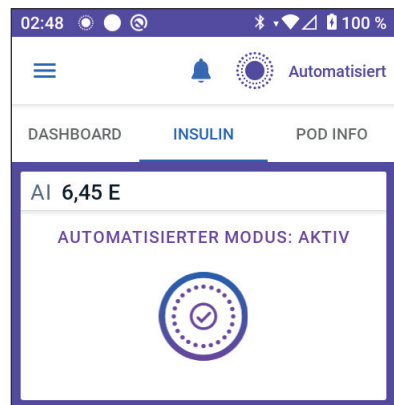 02:48 100 %
Automatisiert
DASHBOARD INSULIN POD INFO
AI 6,45 E
AUTOMATISIERTER MODUS: AKTIV